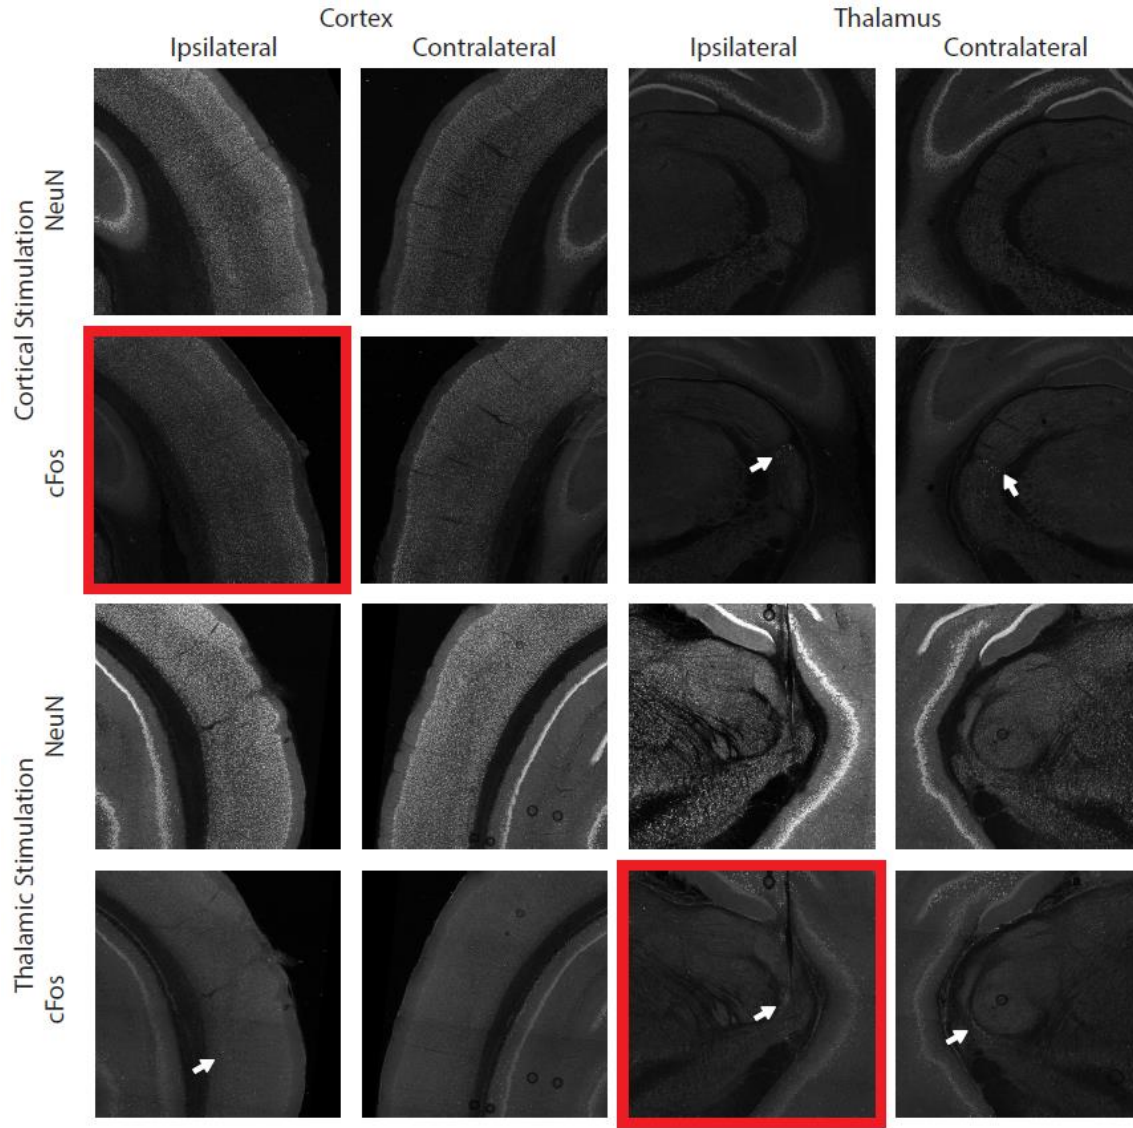 Cortex
Thalamus
Ipsilateral
Contralateral
Ipsilateral
Contralateral
Cortical Stimulation
NeuN
cFos
Thalamic Stimulation
NeuN
cFos